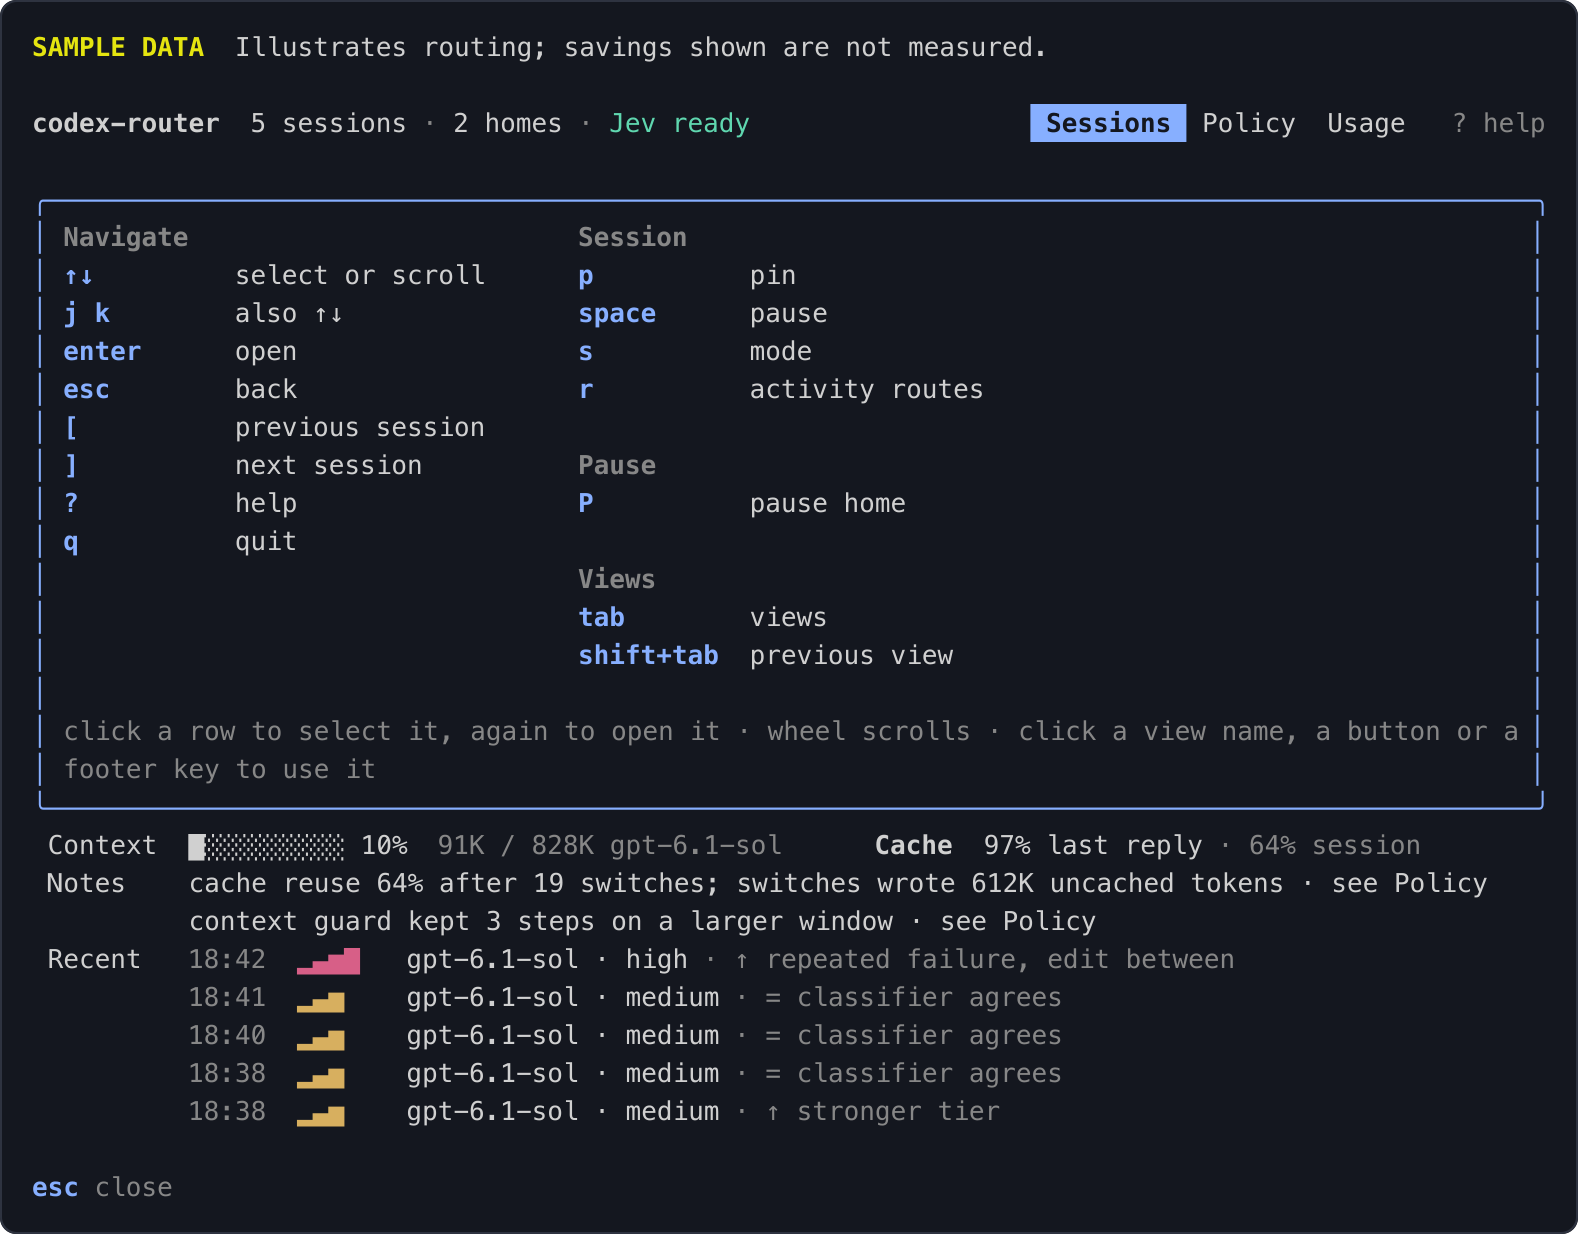 SAMPLE DATA  Illustrates routing; savings shown are not measured.
codex-router  5 sessions · 2 homes · Jev ready  Sessions  Policy  Usage  ? help
Navigate  Session
↑↓  select or scroll  p  pin
j k  also ↑↓  space  pause
enter  open  s  mode
esc  back  r  activity routes
[  previous session
]  next session  Pause
?  help  P  pause home
q  quit
Views
tab  views
shift+tab  previous view
click a row to select it, again to open it · wheel scrolls · click a view name, a button or a
footer key to use it
Context  10%  91K / 828K gpt-6.1-sol  Cache  97% last reply · 64% session
Notes  cache reuse 64% after 19 switches; switches wrote 612K uncached tokens · see Policy
context guard kept 3 steps on a larger window · see Policy
Recent  18:42  gpt-6.1-sol · high · ↑ repeated failure, edit between
18:41  gpt-6.1-sol · medium · = classifier agrees
18:40  gpt-6.1-sol · medium · = classifier agrees
18:38  gpt-6.1-sol · medium · = classifier agrees
18:38  gpt-6.1-sol · medium · ↑ stronger tier
esc close